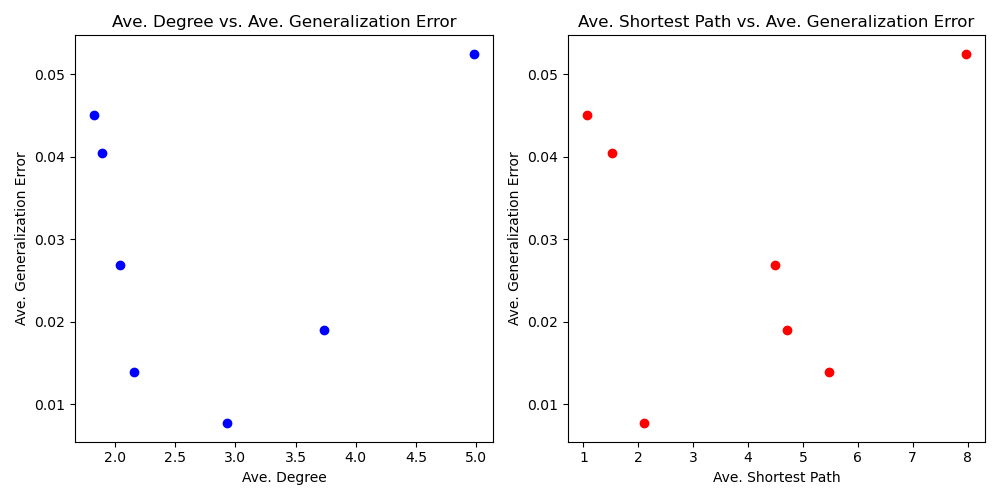 Ave. Degree vs. Ave. Generalization Error
Ave. Generalization Error
0.05
0.04
0.03
0.02
0.01
2.0 2.5 3.0 3.5 4.0 4.5 5.0
Ave. Degree
Ave. Shortest Path vs. Ave. Generalization Error
Ave. Generalization Error
0.05
0.04
0.03
0.02
0.01
1 2 3 4 5 6 7 8
Ave. Shortest Path